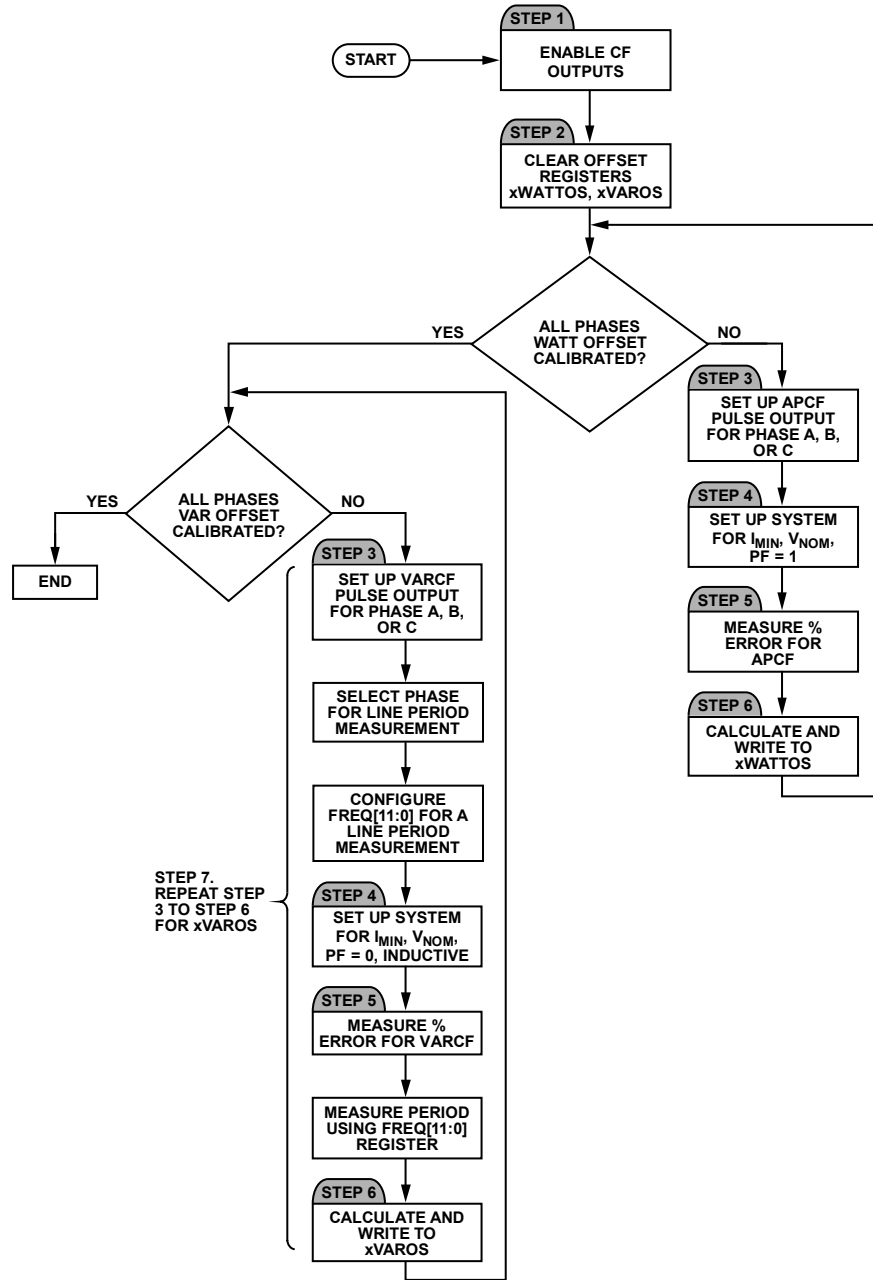 STEP 1
START
ENABLE CF
OUTPUTS
STEP 2
CLEAR OFFSET
REGISTERS
xWATTOS, xVAROS
YES
ALL PHASES
WATT OFFSET
CALIBRATED?
NO
STEP 3
SET UP APCF
PULSE OUTPUT
FOR PHASE A, B,
OR C
STEP 4
SET UP SYSTEM
FOR IMIN, VNOM,
PF = 1
STEP 5
MEASURE %
ERROR FOR
APCF
STEP 6
CALCULATE AND
WRITE TO
xWATTOS
YES
ALL PHASES
VAR OFFSET
CALIBRATED?
NO
END
STEP 3
SET UP VARCF
PULSE OUTPUT
FOR PHASE A, B,
OR C
SELECT PHASE
FOR LINE PERIOD
MEASUREMENT
CONFIGURE
FREQ[11:0] FOR A
LINE PERIOD
MEASUREMENT
STEP 7.
REPEAT STEP
3 TO STEP 6
FOR xVAROS
STEP 4
SET UP SYSTEM
FOR IMIN, VNOM,
PF = 0, INDUCTIVE
STEP 5
MEASURE %
ERROR FOR VARCF
MEASURE PERIOD
USING FREQ[11:0]
REGISTER
STEP 6
CALCULATE AND
WRITE TO
xVAROS